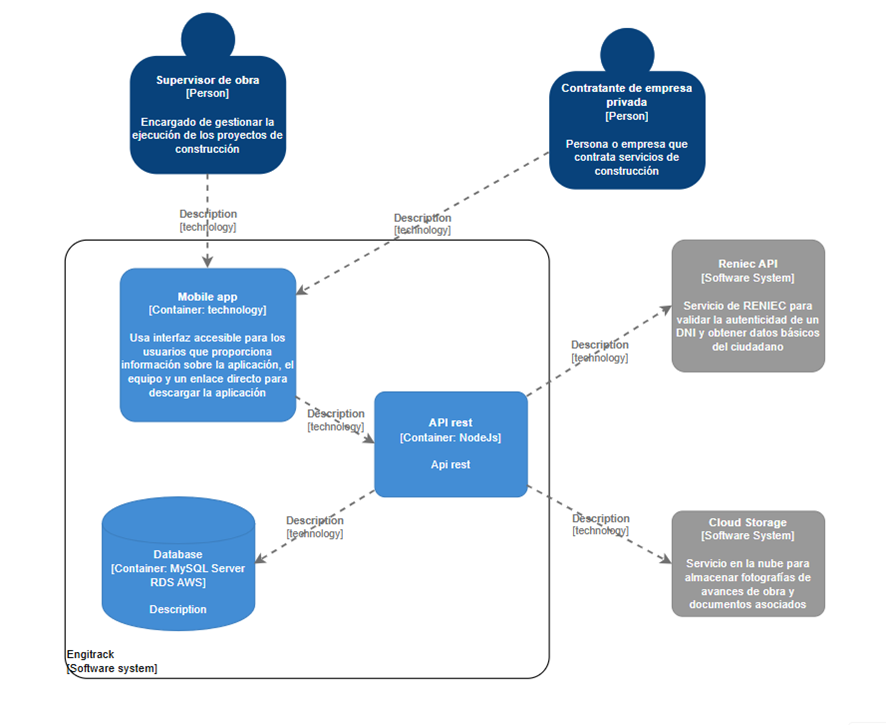 Supervisor de obra
[Person]
Encargado de gestionar la
ejecución de los proyectos de
construcción
Contratante de empresa
privada
[Person]
Persona o empresa que
contrata servicios de
construcción
Description
[technology]
Description
[technology]
Mobile app
[Container: technology]
Usa interfaz accesible para los
usuarios que proporciona
información sobre la aplicación, el
equipo y un enlace directo para
descargar la aplicación
Reniec API
[Software System]
Servicio de RENIEC para
validar la autenticidad de un
DNI y obtener datos básicos
del ciudadano
Description
[technology]
Description
[technology]
API rest
[Container: NodeJs]
Api rest
Description
[technology]
Description
[technology]
Database
[Container: MySQL Server
RDS AWS]
Description
Cloud Storage
[Software System]
Servicio en la nube para
almacenar fotografías de
avances de obra y
documentos asociados
Engitrack
[Software system]